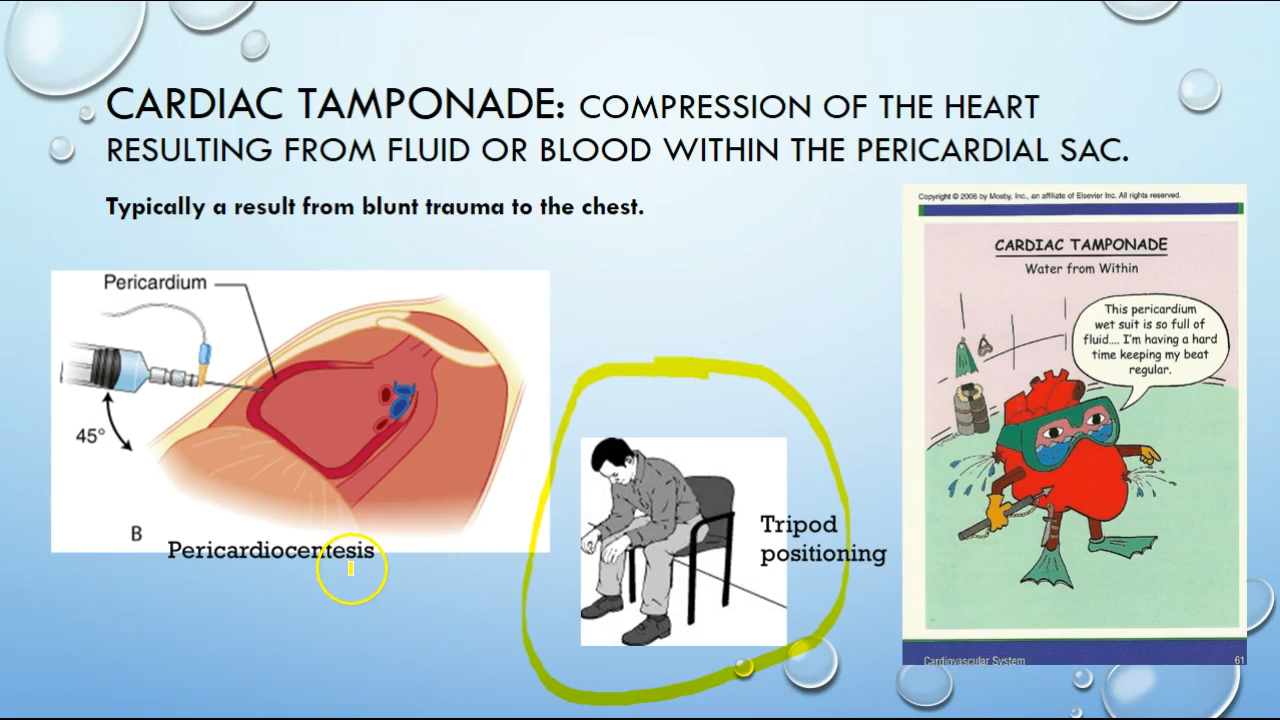 CARDIAC TAMPONADE: COMPRESSION OF THE HEART
RESULTING FROM FLUID OR BLOOD WITHIN THE PERICARDIAL SAC.
Typically a result from blunt trauma to the chest.
Pericardium
45°
B
Pericardiocentesis
Tripod
positioning
Copyright © 2006 by Mosby, Inc., an affiliate of Elsevier Inc. All rights reserved.
CARDIAC TAMPONADE
Water from Within
This pericardium
wet suit is so full of
fluid.... I'm having a hard
time keeping my beat
regular.
Cardiovascular System
61